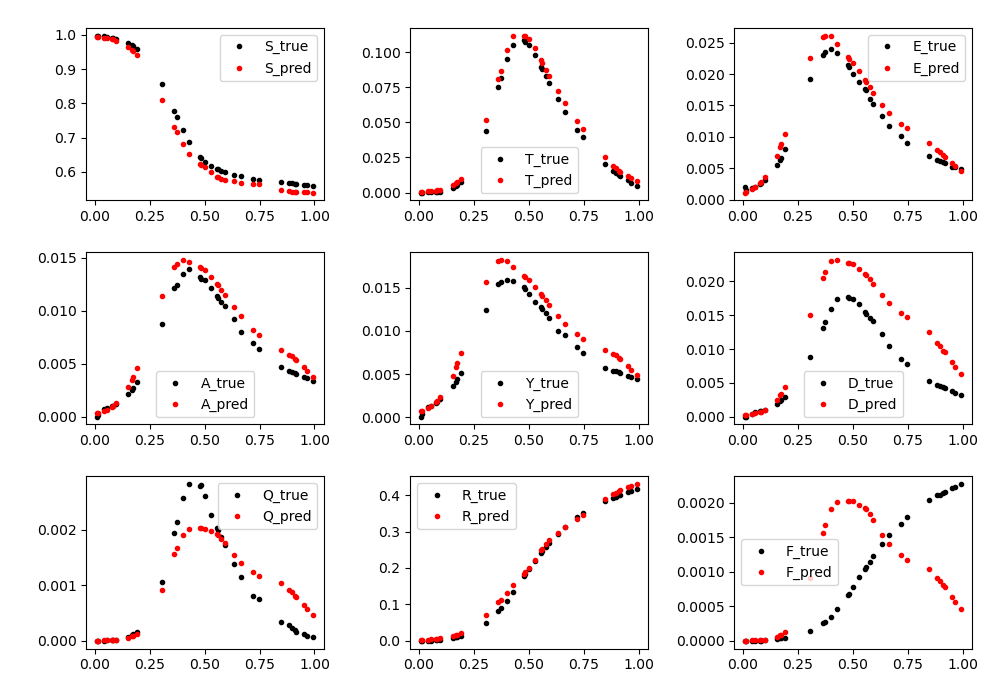 1.0
0.9
0.8
0.7
0.6
0.00 0.25 0.50 0.75 1.00
S_true
S_pred
0.100
0.075
0.050
0.025
0.000
0.00 0.25 0.50 0.75 1.00
T_true
T_pred
0.025
0.020
0.015
0.010
0.005
0.000
0.00 0.25 0.50 0.75 1.00
E_true
E_pred
0.015
0.010
0.005
0.000
0.00 0.25 0.50 0.75 1.00
A_true
A_pred
0.015
0.010
0.005
0.000
0.00 0.25 0.50 0.75 1.00
Y_true
Y_pred
0.020
0.015
0.010
0.005
0.000
0.00 0.25 0.50 0.75 1.00
D_true
D_pred
0.002
0.001
0.000
0.00 0.25 0.50 0.75 1.00
Q_true
Q_pred
0.4
0.3
0.2
0.1
0.0
0.00 0.25 0.50 0.75 1.00
R_true
R_pred
0.0020
0.0015
0.0010
0.0005
0.0000
0.00 0.25 0.50 0.75 1.00
F_true
F_pred